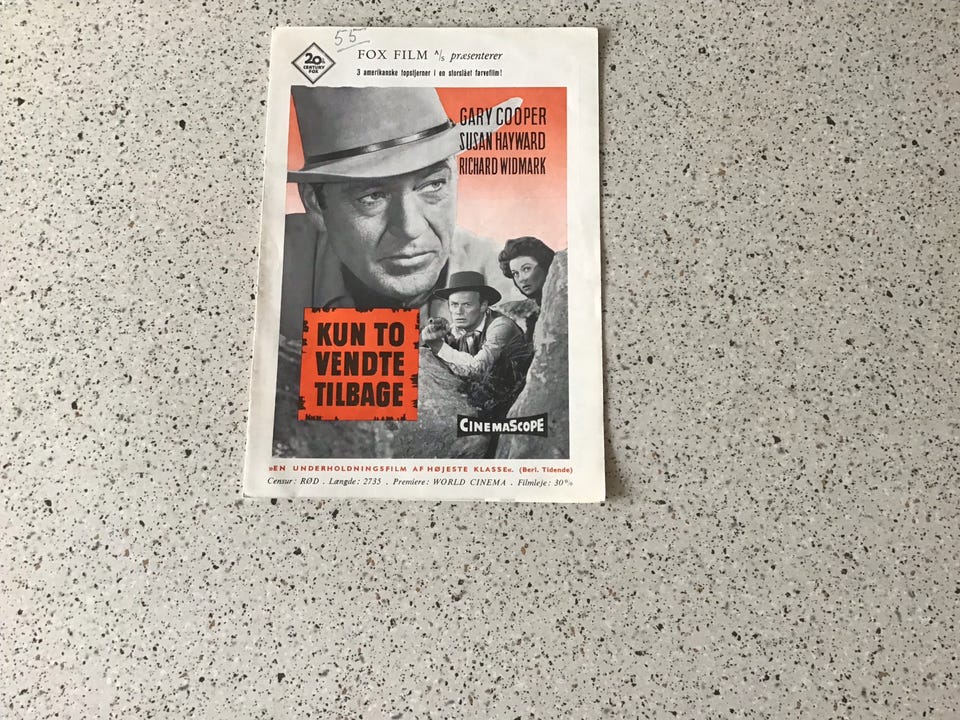 55
20th
CENTURY
FOX
FOX FILM A/S præsenterer
3 amerikanske topstjerner i en storslået farvefilm!
GARY COOPER
SUSAN HAYWARD
RICHARD WIDMARK
KUN TO
VENDTE
TILBAGE
CINEMASCOPE
»EN UNDERHOLDNINGSFILM AF HØJESTE KLASSE«. (Berl. Tidende)
Censur: RØD . Længde: 2735 . Premiere: WORLD CINEMA . Filmleje: 30%